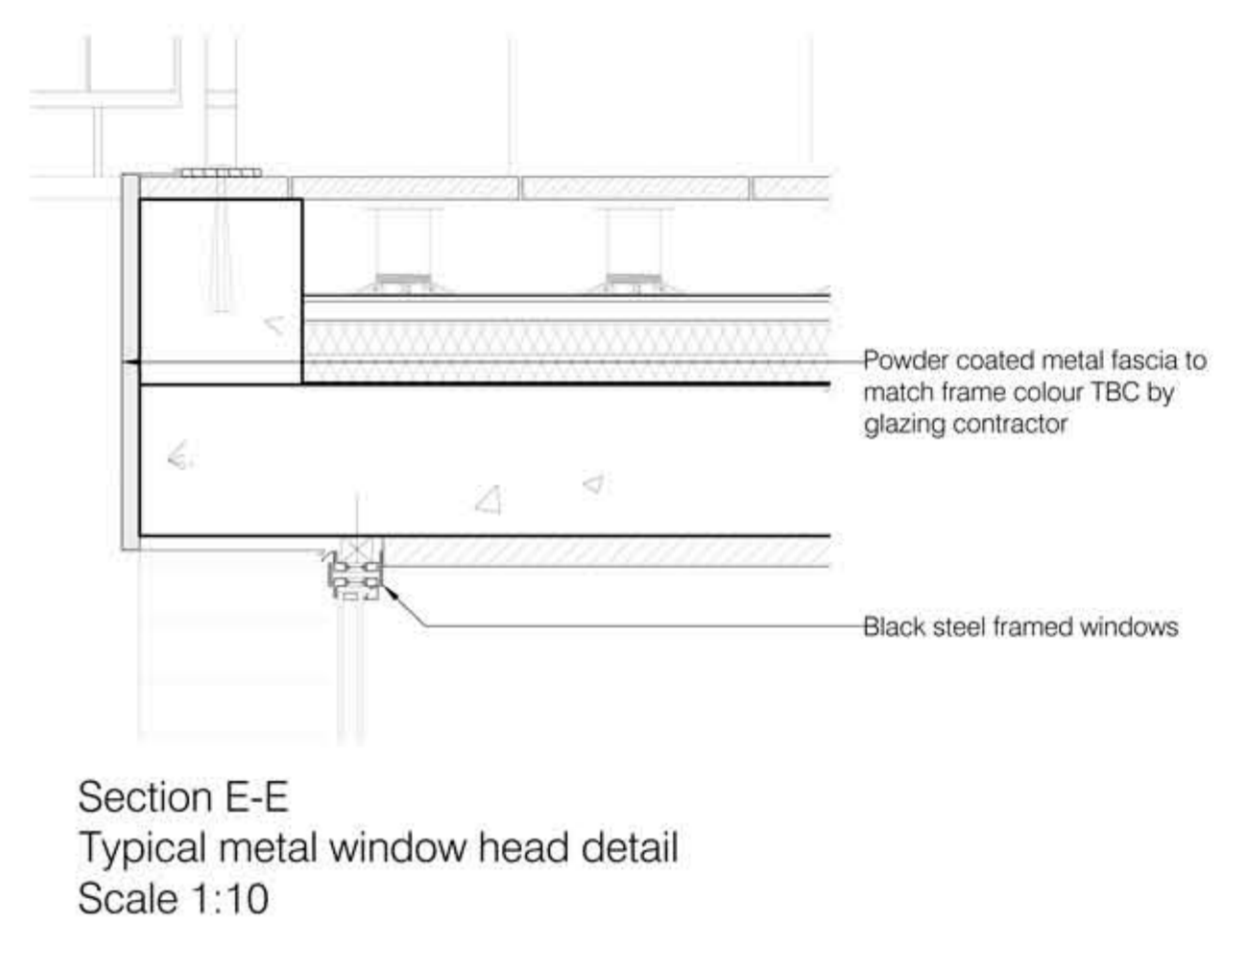 Powder coated metal fascia to
match frame colour TBC by
glazing contractor
Black steel framed windows
Section E-E
Typical metal window head detail
Scale 1:10